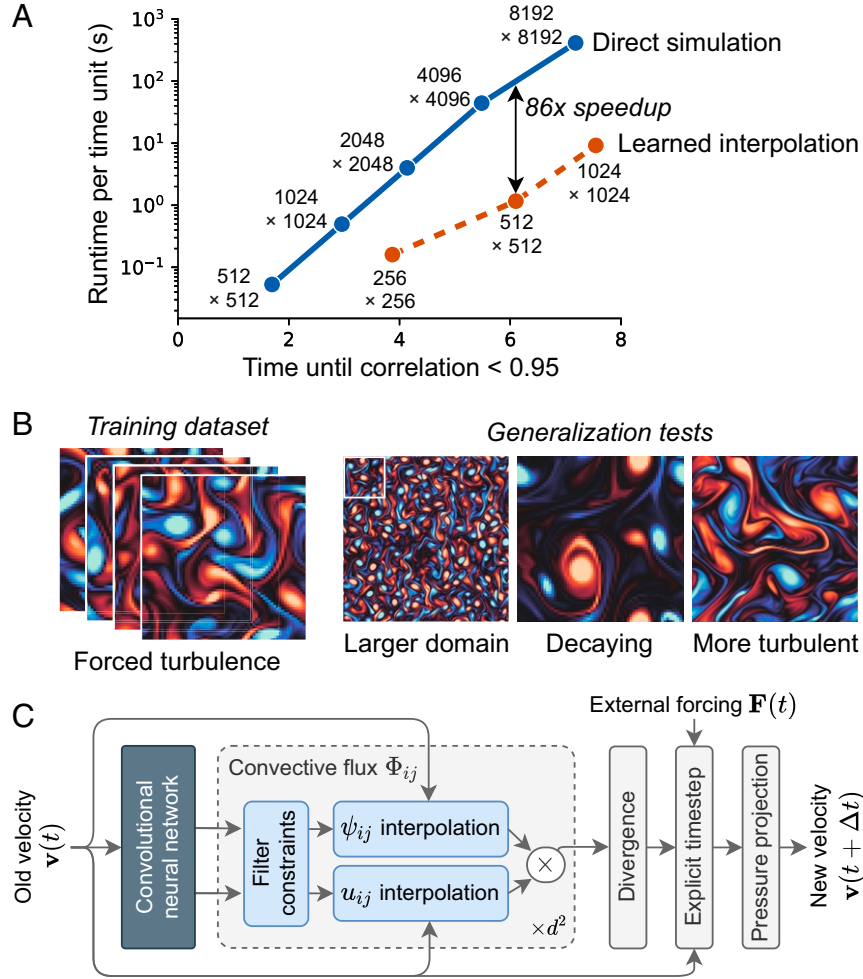 A
Runtime per time unit (s)
10³
10²
10¹
10⁰
10⁻¹
0
2
4
6
8
Time until correlation < 0.95
512
× 512
1024
× 1024
2048
× 2048
4096
× 4096
8192
× 8192
Direct simulation
86x speedup
Learned interpolation
256
× 256
512
× 512
1024
× 1024
B
Training dataset
Generalization tests
Forced turbulence
Larger domain
Decaying
More turbulent
C
External forcing F(t)
Old velocity
v(t)
Convolutional
neural network
Convective flux Φij
Filter
constraints
ψij interpolation
uij interpolation
×
×d²
Divergence
Explicit timestep
Pressure projection
New velocity
v(t + Δt)